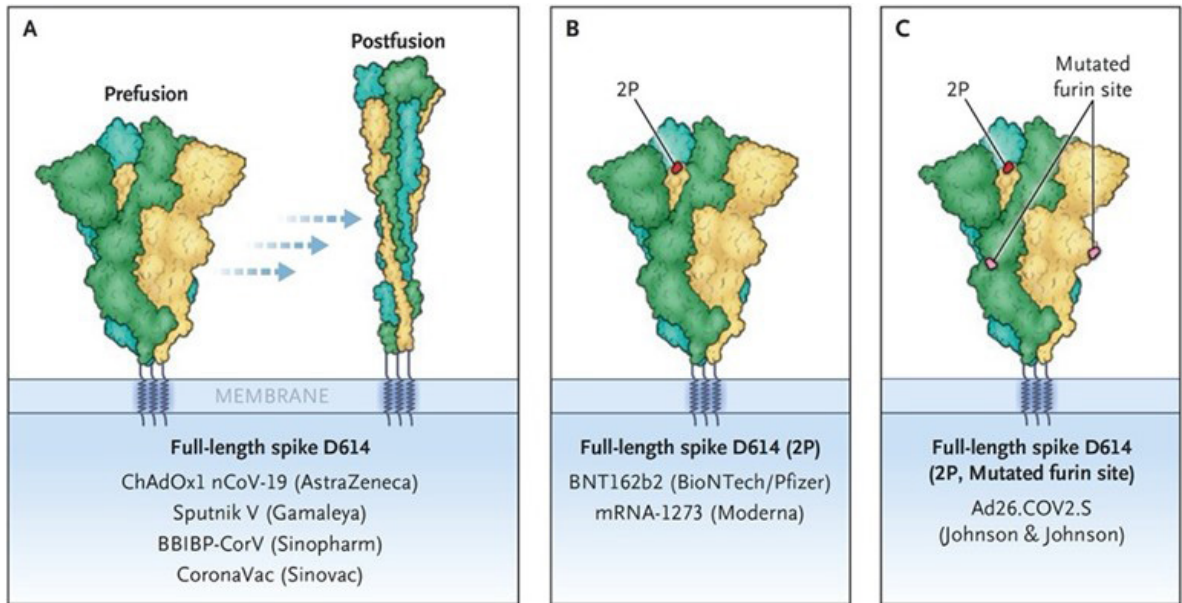 A
Prefusion
Postfusion
MEMBRANE
Full-length spike D614
ChAdOx1 nCoV-19 (AstraZeneca)
Sputnik V (Gamaleya)
BBIBP-CorV (Sinopharm)
CoronaVac (Sinovac)
B
2P
Full-length spike D614 (2P)
BNT162b2 (BioNTech/Pfizer)
mRNA-1273 (Moderna)
C
2P
Mutated
furin site
Full-length spike D614
(2P, Mutated furin site)
Ad26.COV2.S
(Johnson & Johnson)